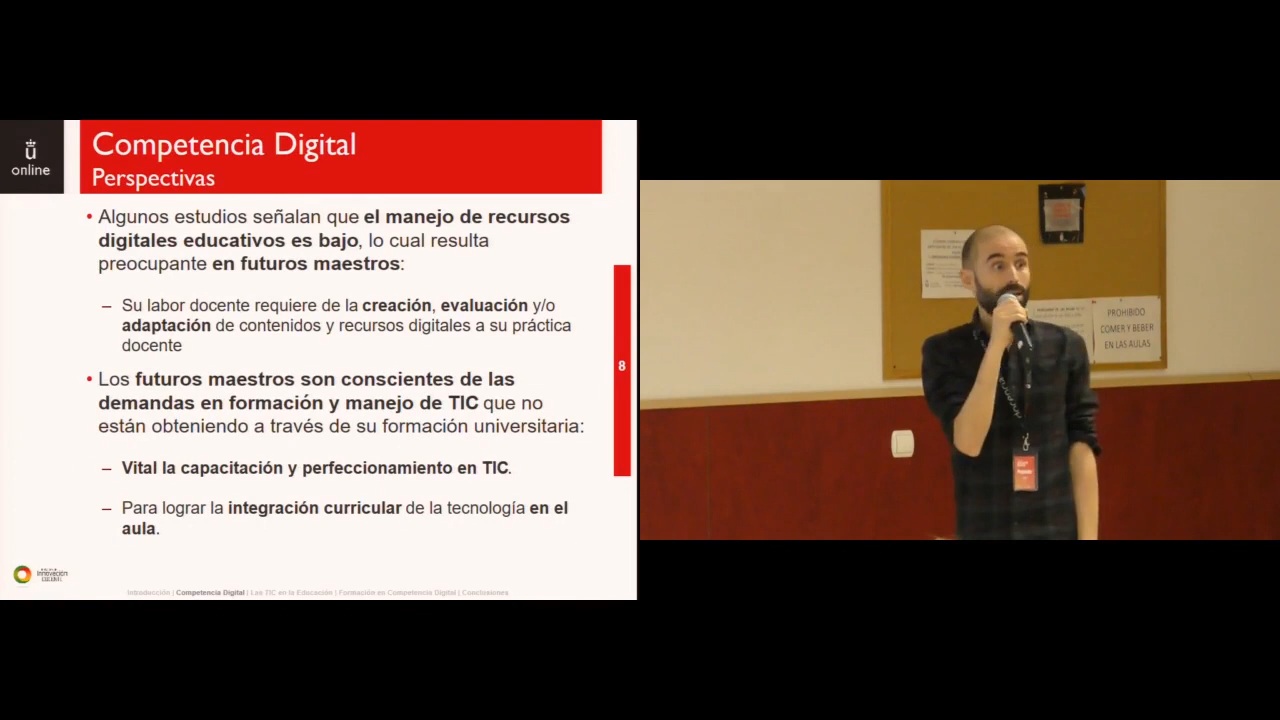 ü
online
Competencia Digital
Perspectivas
• Algunos estudios señalan que el manejo de recursos
digitales educativos es bajo, lo cual resulta
preocupante en futuros maestros:
– Su labor docente requiere de la creación, evaluación y/o
adaptación de contenidos y recursos digitales a su práctica
docente
• Los futuros maestros son conscientes de las
demandas en formación y manejo de TIC que no
están obteniendo a través de su formación universitaria:
– Vital la capacitación y perfeccionamiento en TIC.
– Para lograr la integración curricular de la tecnología en el
aula.
8
innovación
Introducción | Competencia Digital | Las TIC en la Educación | Formación en Competencia Digital | Conclusiones
PROHIBIDO
COMER Y BEBER
EN LAS AULAS